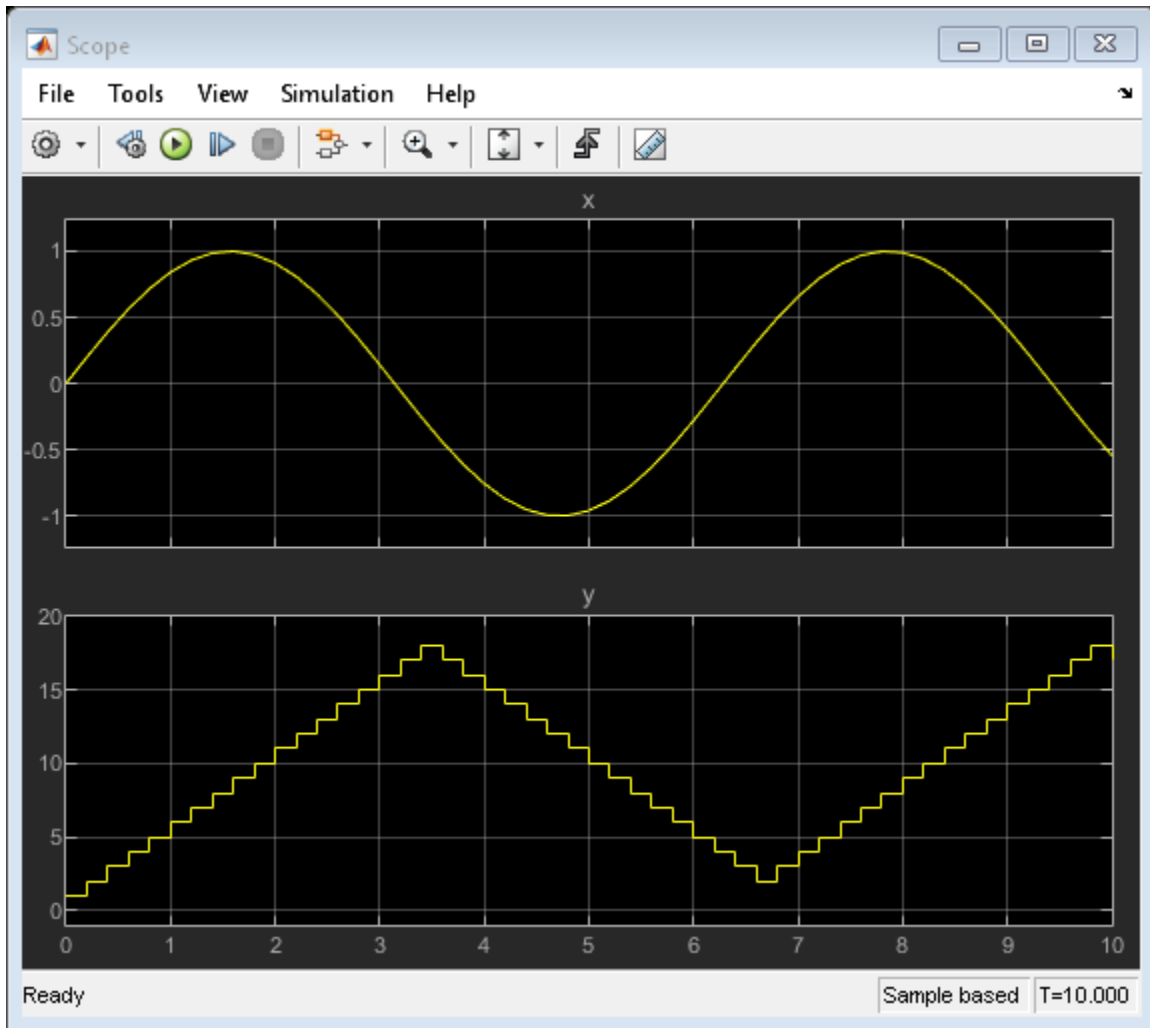 Scope
File Tools View Simulation Help
x
1
0.5
0
-0.5
-1
y
20
15
10
5
0
0 1 2 3 4 5 6 7 8 9 10
Ready Sample based T=10.000